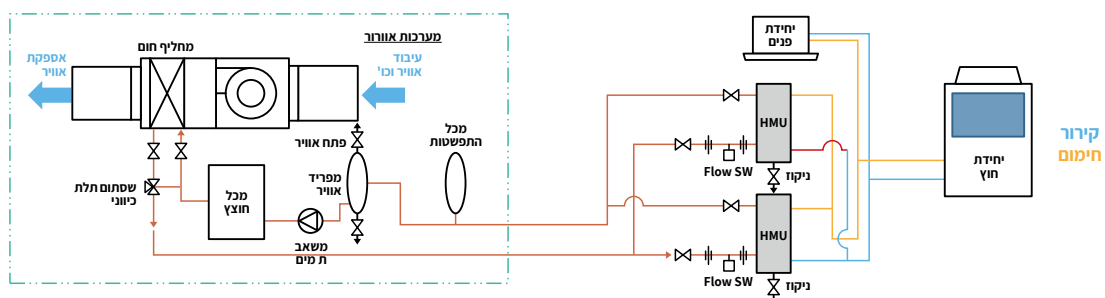 מערכות אוורור
מחליף חום
אספקת
אוויר
עיבוד
אוויר וכו'
פתח אוויר
מכל
התפשטות
שסתום תלת
כיווני
מכל
חוצץ
מפריד
אוויר
משאב
ת מים
יחידת
פנים
HMU
Flow SW
ניקוז
HMU
Flow SW
ניקוז
יחידת
חוץ
קירור
חימום